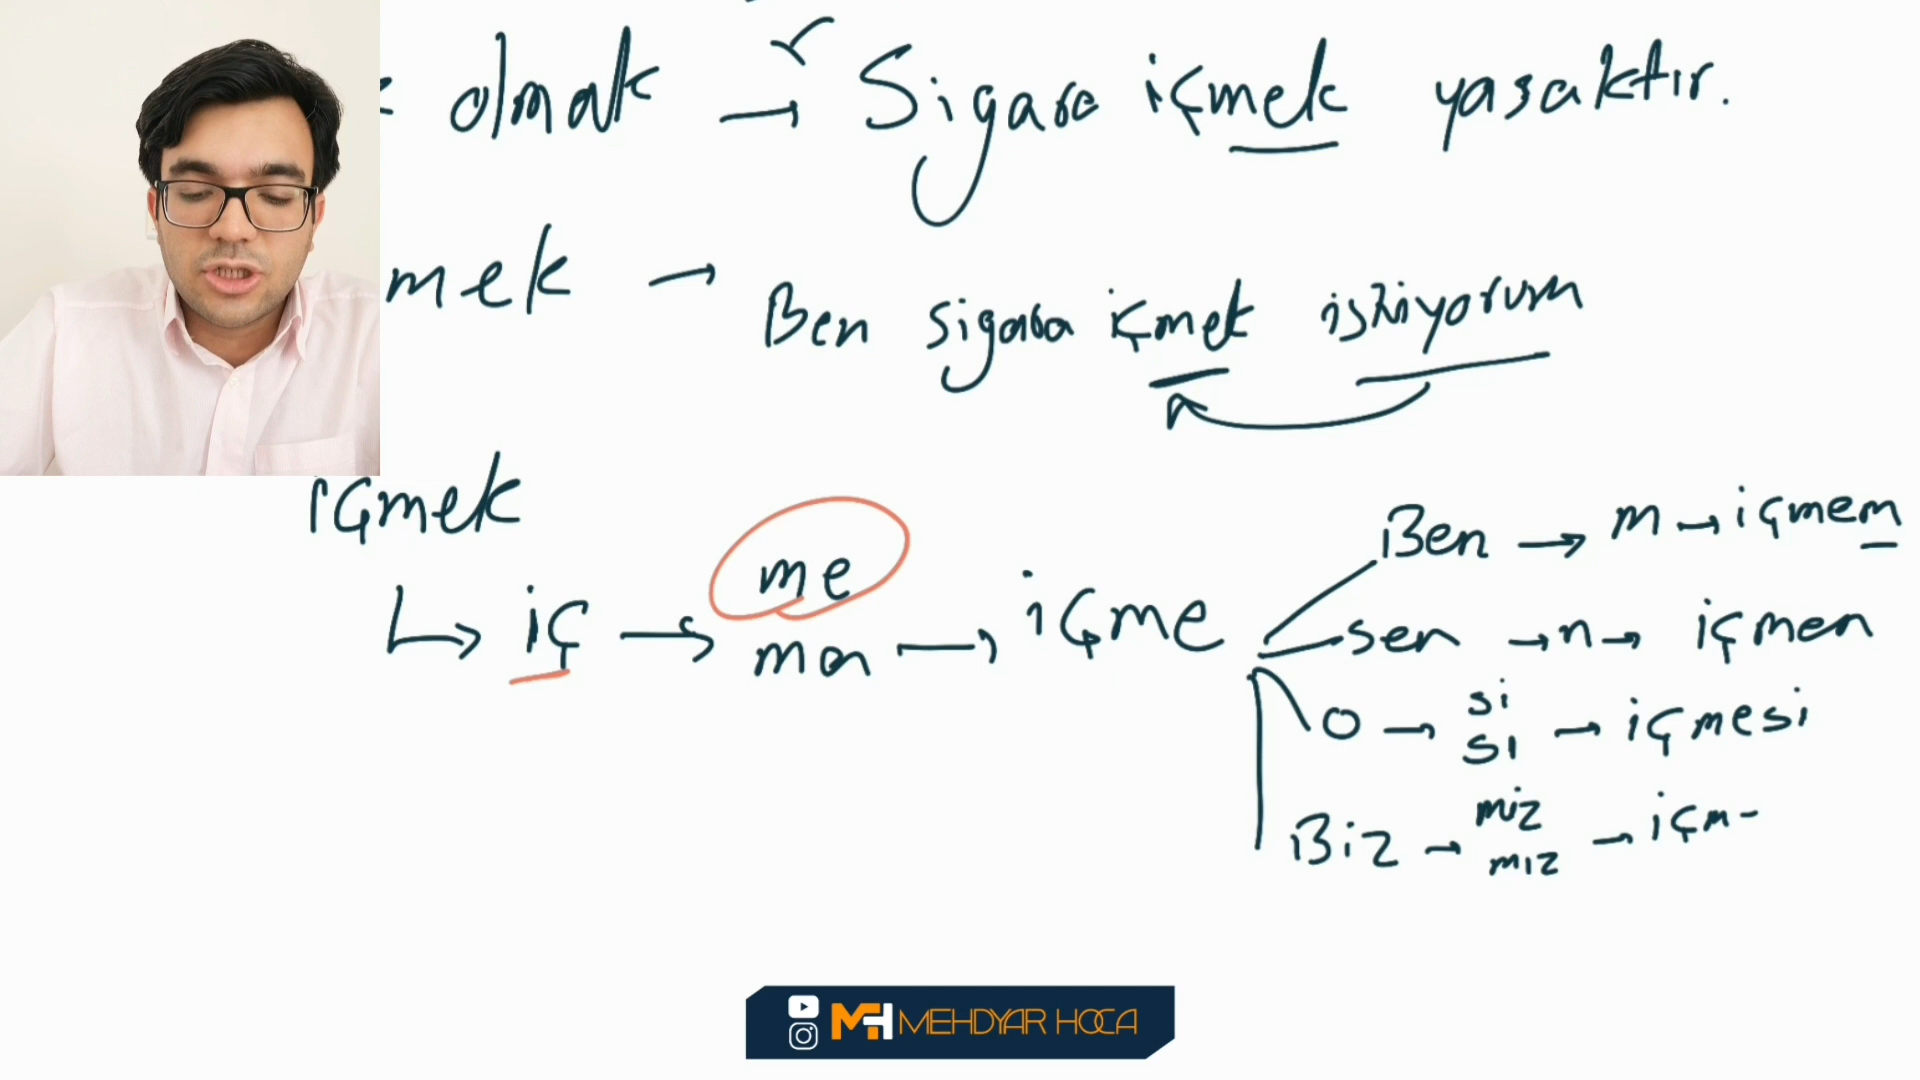 olmak → Sigara içmek yasaktır.
mek → Ben sigara içmek istiyorum
içmek
↳ iç → me
ma → içme
Ben → m → içmem
sen → n → içmen
O → si
sı → içmesi
Biz → miz
mız → içm-
MH MEHDYAR HOCA